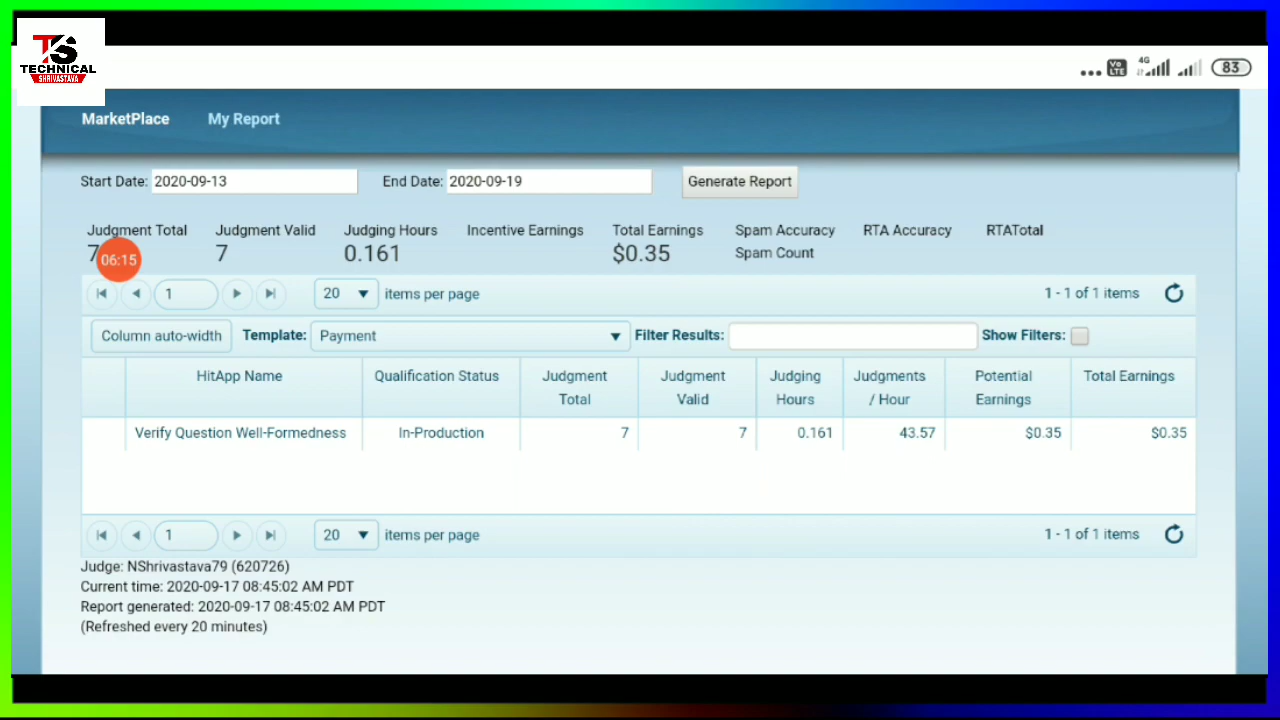 TS
TECHNICAL
SHRIVASTAVA
Vo LTE 4G 83
MarketPlace My Report
Start Date: 2020-09-13 End Date: 2020-09-19 Generate Report
Judgment Total Judgment Valid Judging Hours Incentive Earnings Total Earnings Spam Accuracy RTA Accuracy RTATotal
7 06:15 7 0.161 $0.35 Spam Count
1 20 items per page 1 - 1 of 1 items
Column auto-width Template: Payment Filter Results: Show Filters:
HitApp Name Qualification Status Judgment Judgment Judging Judgments Potential Total Earnings
Total Valid Hours / Hour Earnings
Verify Question Well-Formedness In-Production 7 7 0.161 43.57 $0.35 $0.35
1 20 items per page 1 - 1 of 1 items
Judge: NShrivastava79 (620726)
Current time: 2020-09-17 08:45:02 AM PDT
Report generated: 2020-09-17 08:45:02 AM PDT
(Refreshed every 20 minutes)